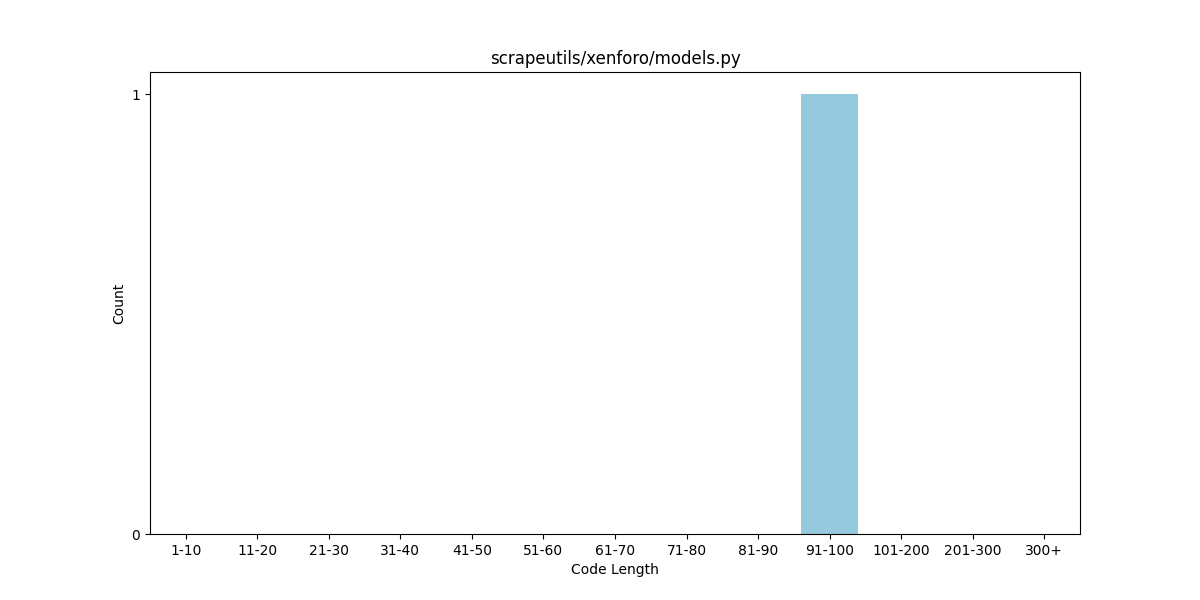 scrapeutils/xenforo/models.py
1
Count
0
1-10 11-20 21-30 31-40 41-50 51-60 61-70 71-80 81-90 91-100 101-200 201-300 300+
Code Length